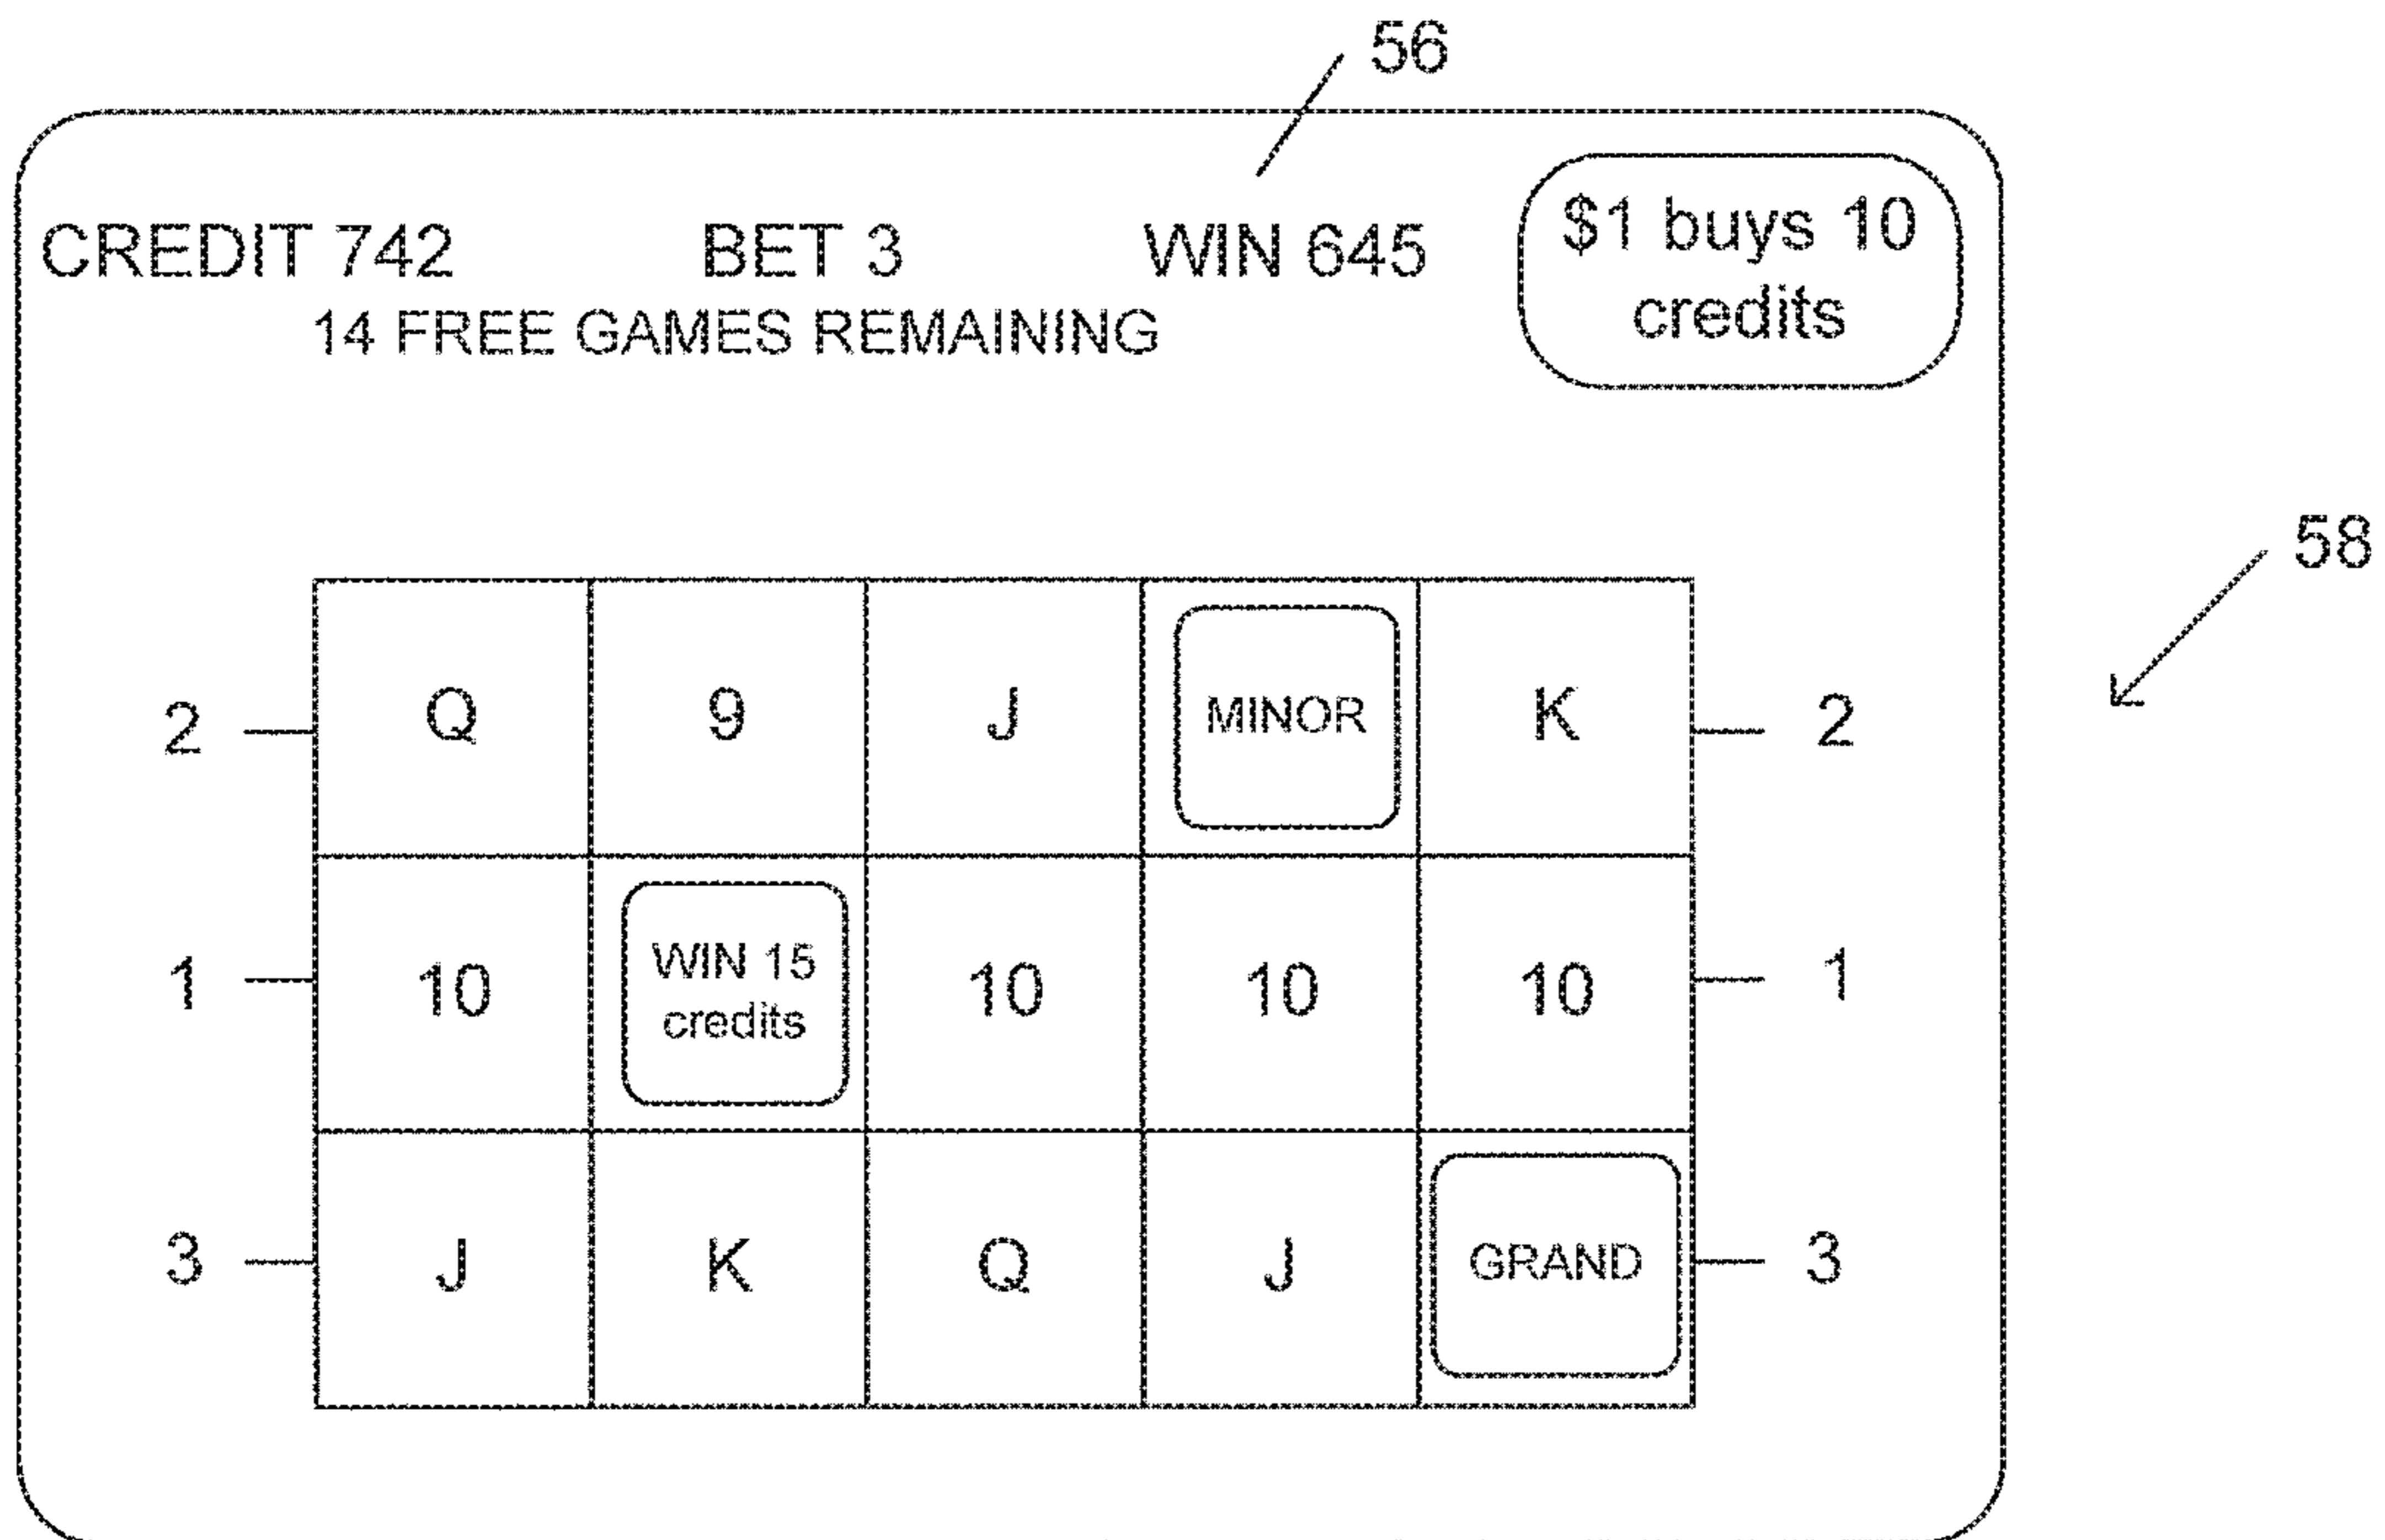 56
CREDIT 742 BET 3 WIN 645 $1 buys 10
credits
14 FREE GAMES REMAINING
58
2 Q 9 J MINOR K 2
1 10 WIN 15
credits 10 10 10 1
3 J K Q J GRAND 3